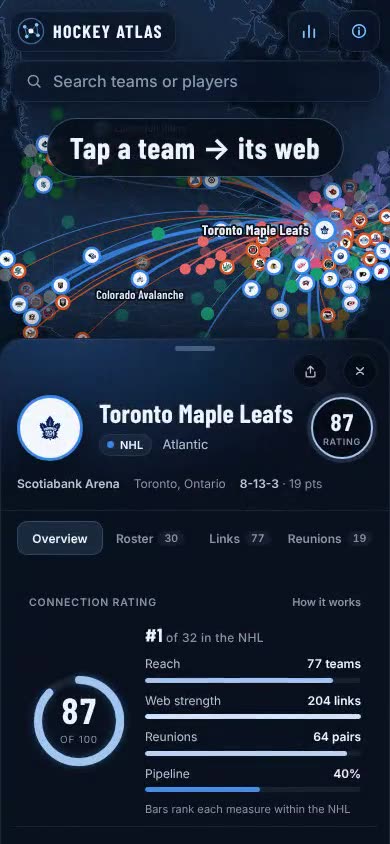 HOCKEY ATLAS
Search teams or players
Tap a team → its web
Toronto Maple Leafs
Colorado Avalanche
Toronto Maple Leafs
87
RATING
NHL
Atlantic
Scotiabank Arena Toronto, Ontario 8-13-3 · 19 pts
Overview Roster 30 Links 77 Reunions 19
CONNECTION RATING How it works
#1 of 32 in the NHL
87
OF 100
Reach 77 teams
Web strength 204 links
Reunions 64 pairs
Pipeline 40%
Bars rank each measure within the NHL